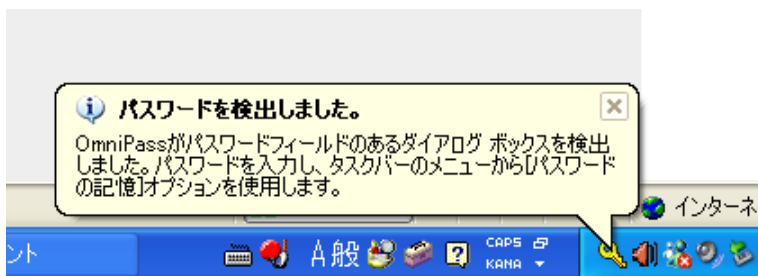 パスワードを検出しました。
OmniPassがパスワードフィールドのあるダイアログ ボックスを検出
しました。パスワードを入力し、タスクバーのメニューから[パスワード
の記憶]オプションを使用します。
インターネ
ント
A 般
CAPS
KANA